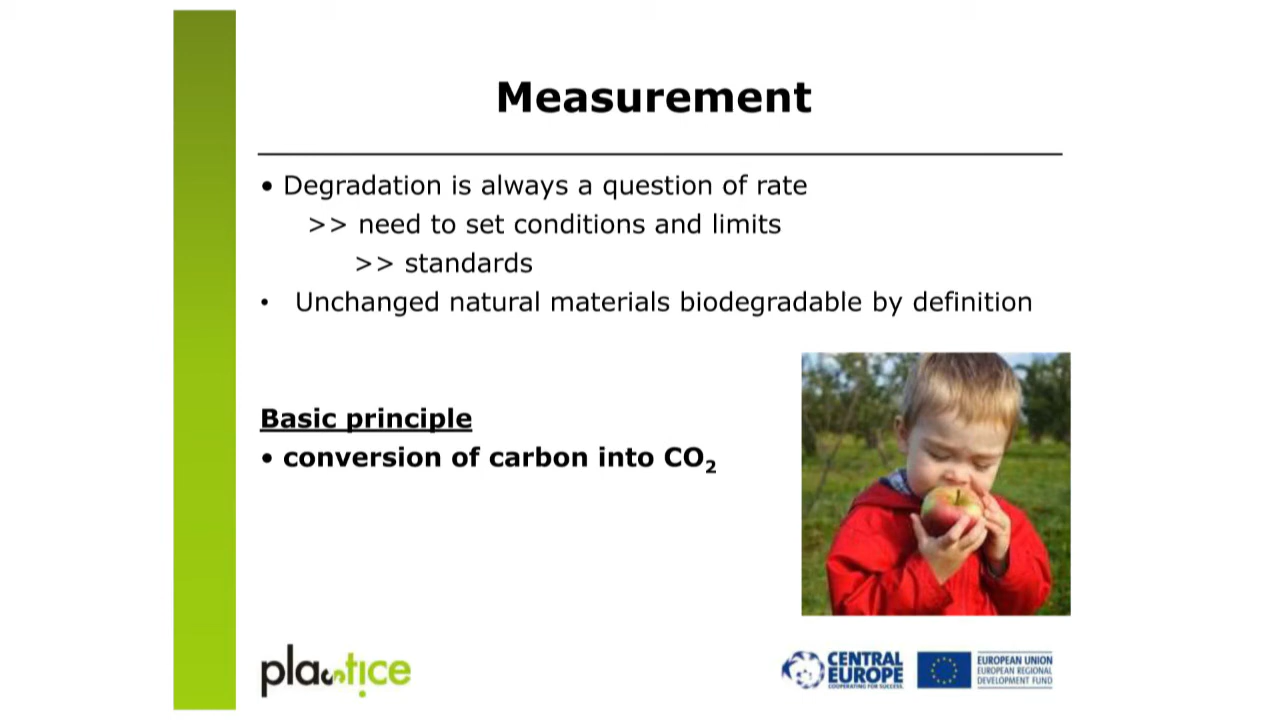 Measurement
• Degradation is always a question of rate
>> need to set conditions and limits
>> standards
• Unchanged natural materials biodegradable by definition
Basic principle
• conversion of carbon into CO₂
plastice
CENTRAL
EUROPE
COOPERATING FOR SUCCESS.
EUROPEAN UNION
EUROPEAN REGIONAL
DEVELOPMENT FUND